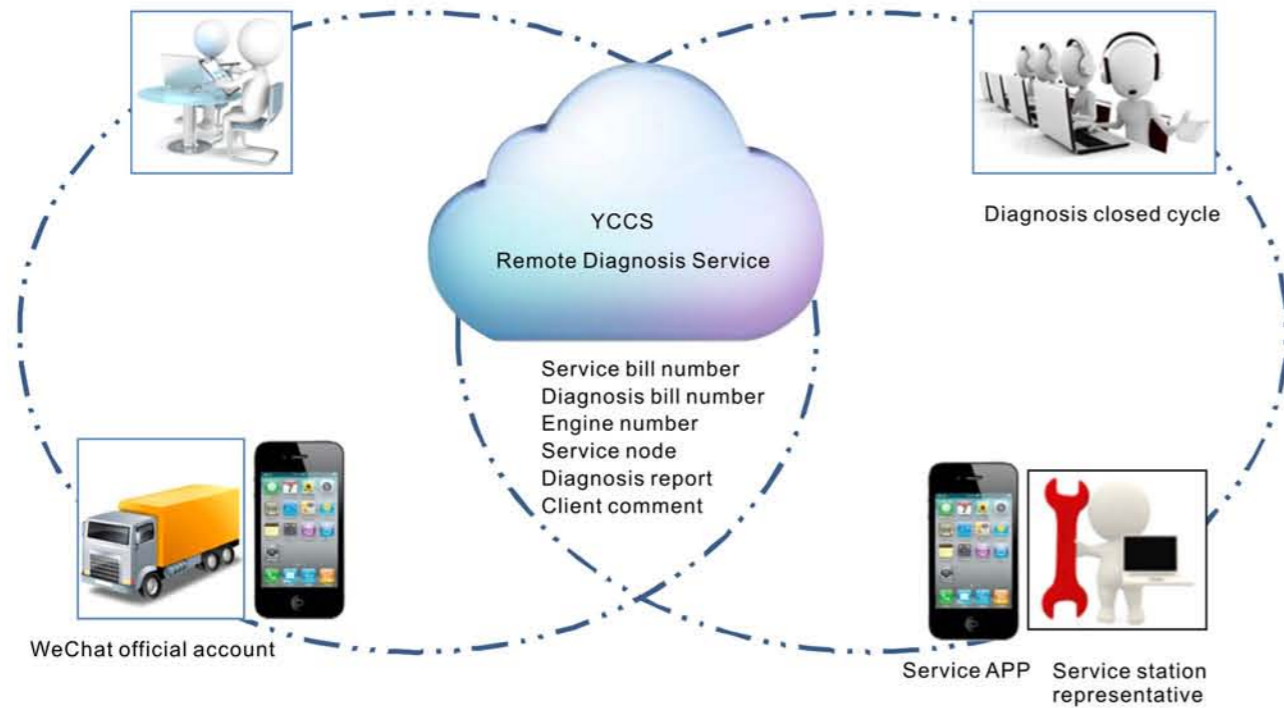 YCCS
Remote Diagnosis Service
Diagnosis closed cycle
Service bill number
Diagnosis bill number
Engine number
Service node
Diagnosis report
Client comment
WeChat official account
Service APP
Service station
representative